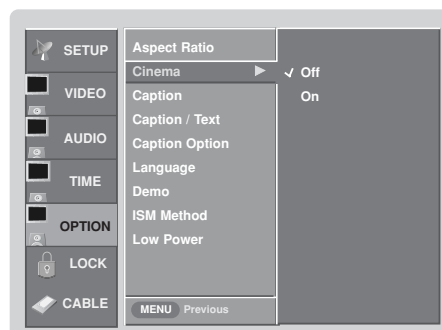 SETUP
VIDEO
AUDIO
TIME
OPTION
LOCK
CABLE
Aspect Ratio
Cinema
Caption
Caption / Text
Caption Option
Language
Demo
ISM Method
Low Power
MENU Previous
Off
On